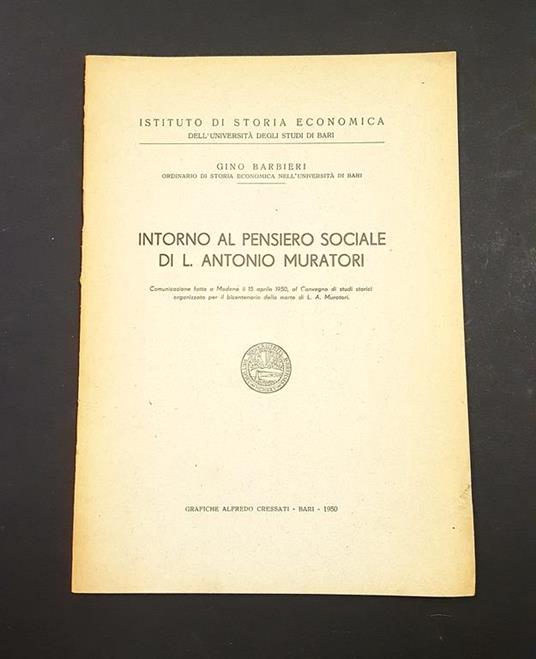 ISTITUTO DI STORIA ECONOMICA
DELL'UNIVERSITÀ DEGLI STUDI DI BARI
GINO BARBIERI
ORDINARIO DI STORIA ECONOMICA NELL'UNIVERSITÀ DI BARI
INTORNO AL PENSIERO SOCIALE
DI L. ANTONIO MURATORI
Comunicazione fatta a Modena il 15 aprile 1950, al Convegno di studi storici
organizzato per il bicentenario della morte di L. A. Muratori.
GRAFICHE ALFREDO CRESSATI - BARI - 1950